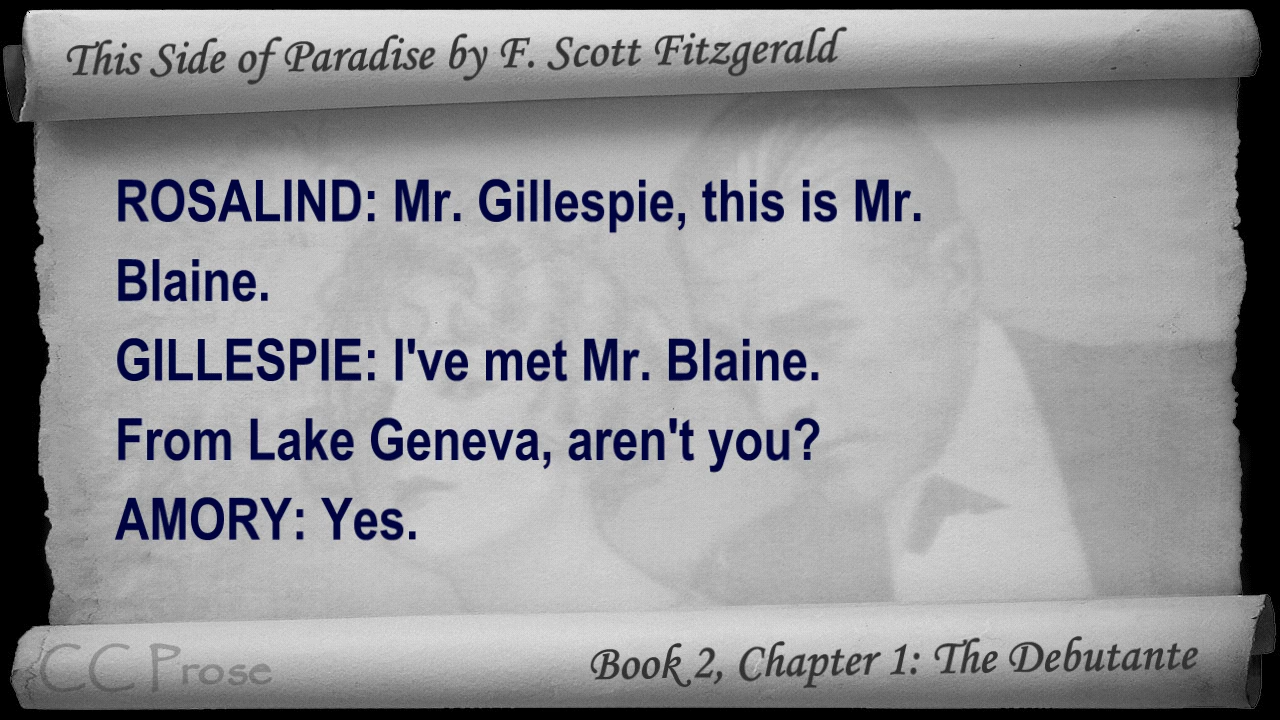 This Side of Paradise by F. Scott Fitzgerald
ROSALIND: Mr. Gillespie, this is Mr.
Blaine.
GILLESPIE: I've met Mr. Blaine.
From Lake Geneva, aren't you?
AMORY: Yes.
CC Prose
Book 2, Chapter 1: The Debutante